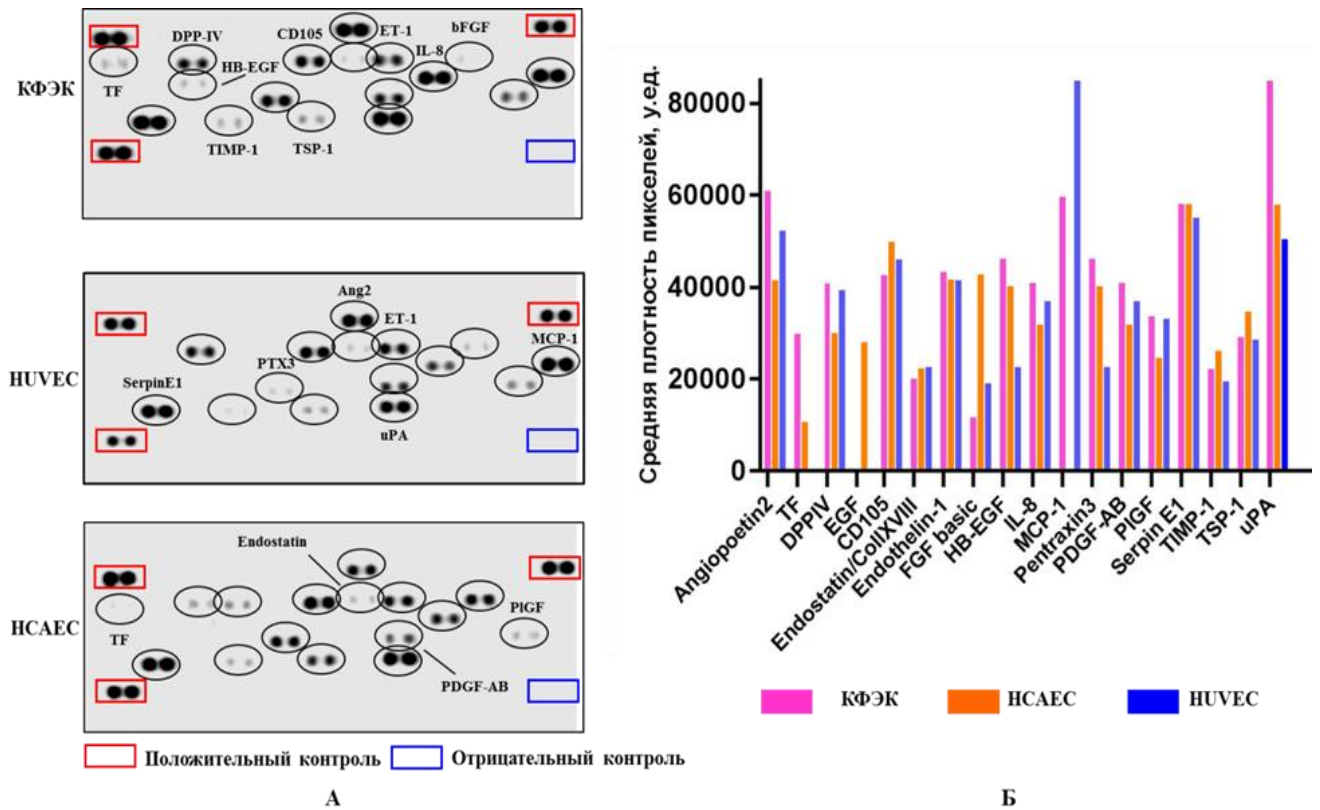 КФЭК
DPP-IV
CD105
ET-1
bFGF
IL-8
HB-EGF
TF
TIMP-1
TSP-1
HUVEC
Ang2
ET-1
MCP-1
PTX3
SerpinE1
uPA
HCAEC
Endostatin
PlGF
TF
PDGF-AB
Положительный контроль
Отрицательный контроль
А
Средняя плотность пикселей, у.ед.
80000
60000
40000
20000
0
Angiopoetin2
TF
DPPIV
EGF
CD105
Endostatin/CollXVIII
Endothelin-1
FGF basic
HB-EGF
IL-8
MCP-1
Pentraxin3
PDGF-AB
PlGF
Serpin E1
TIMP-1
TSP-1
uPA
КФЭК
HCAEC
HUVEC
Б